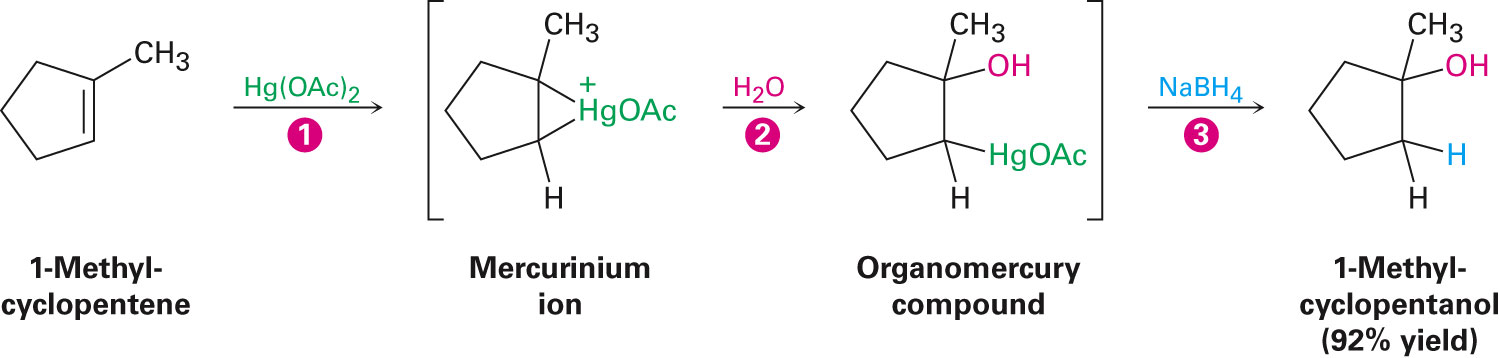 CH3
Hg(OAc)2
1
CH3
+
HgOAc
H
H2O
2
CH3
OH
HgOAc
H
NaBH4
3
CH3
OH
H
H
1-Methyl-
cyclopentene
Mercurinium
ion
Organomercury
compound
1-Methyl-
cyclopentanol
(92% yield)